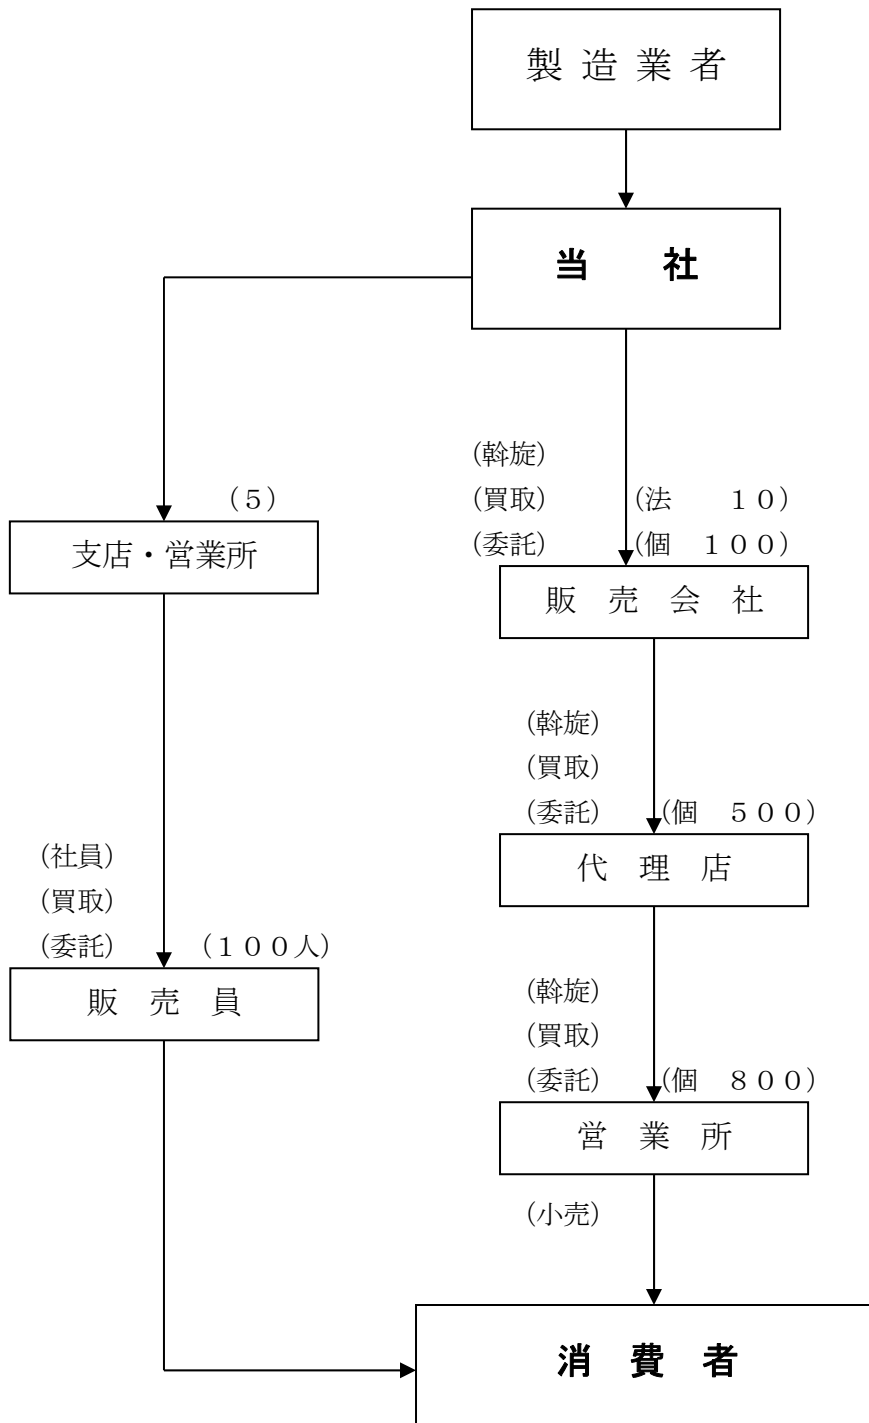 製 造 業 者
当　　社
(斡旋)
(買取)　(法　　１０)
(委託)　(個　１００)
（５）
支店・営業所
販　売　会　社
(斡旋)
(買取)
(委託)　(個　５００)
代　理　店
(社員)
(買取)
(委託)　（１００人）
販　売　員
(斡旋)
(買取)
(委託)　(個　８００)
営　業　所
(小売)
消　費　者